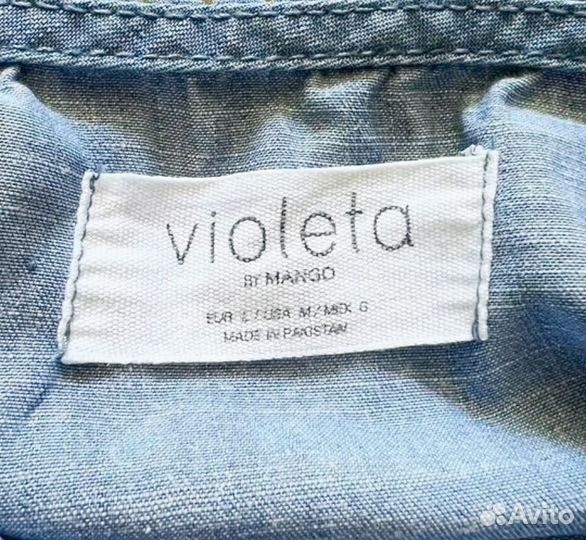 violeta
BY MANGO
EUR L / USA M / MEX G
MADE IN PAKISTAN
Avito